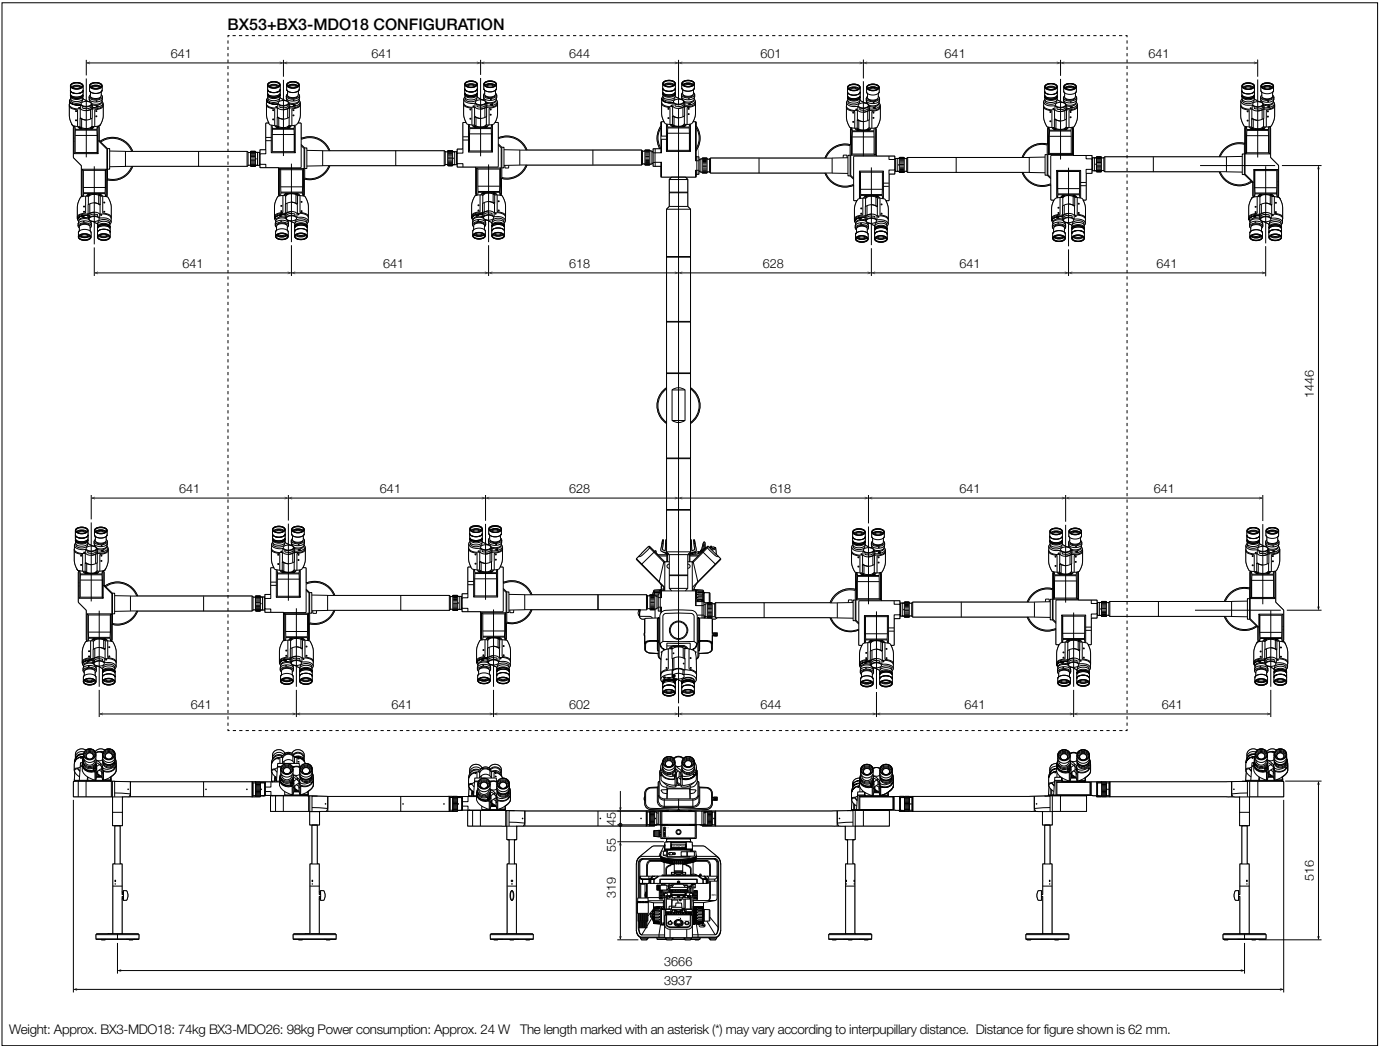 BX53+BX3-MDO18 CONFIGURATION
641 641 644 601 641 641
641 641 618 628 641 641
1446
641 641 628 618 641 641
641 641 602 644 641 641
45
55
319
516
3666
3937
Weight: Approx. BX3-MDO18: 74kg BX3-MDO26: 98kg Power consumption: Approx. 24 W The length marked with an asterisk (*) may vary according to interpupillary distance. Distance for figure shown is 62 mm.